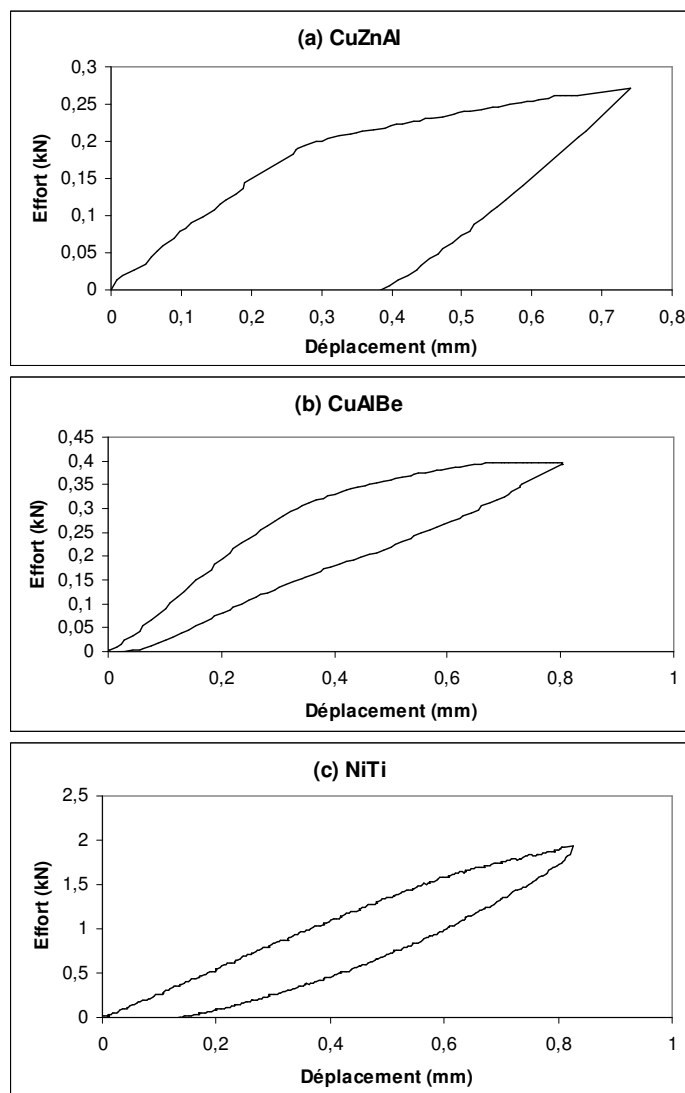 (a) CuZnAl
Effort (kN)
0,3
0,25
0,2
0,15
0,1
0,05
0
0 0,1 0,2 0,3 0,4 0,5 0,6 0,7 0,8
Déplacement (mm)
(b) CuAlBe
Effort (kN)
0,45
0,4
0,35
0,3
0,25
0,2
0,15
0,1
0,05
0
0 0,2 0,4 0,6 0,8 1
Déplacement (mm)
(c) NiTi
Effort (kN)
2,5
2
1,5
1
0,5
0
0 0,2 0,4 0,6 0,8 1
Déplacement (mm)